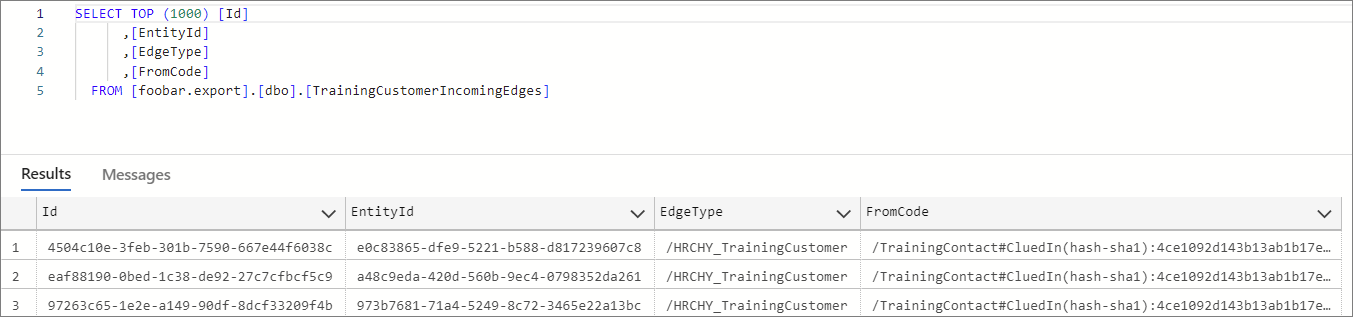 1 SELECT TOP (1000) [Id]
2 ,[EntityId]
3 ,[EdgeType]
4 ,[FromCode]
5 FROM [foobar.export].[dbo].[TrainingCustomerIncomingEdges]
Results Messages
Id EntityId EdgeType FromCode
1 4504c10e-3feb-301b-7590-667e44f6038c e0c83865-dfe9-5221-b588-d817239607c8 /HRCHY_TrainingCustomer /TrainingContact#CluedIn(hash-sha1):4ce1092d143b13ab1b17e…
2 eaf88190-0bed-1c38-de92-27c7cfbcf5c9 a48c9eda-420d-560b-9ec4-0798352da261 /HRCHY_TrainingCustomer /TrainingContact#CluedIn(hash-sha1):4ce1092d143b13ab1b17e…
3 97263c65-1e2e-a149-90df-8dcf33209f4b 973b7681-71a4-5249-8c72-3465e22a13bc /HRCHY_TrainingCustomer /TrainingContact#CluedIn(hash-sha1):4ce1092d143b13ab1b17e…